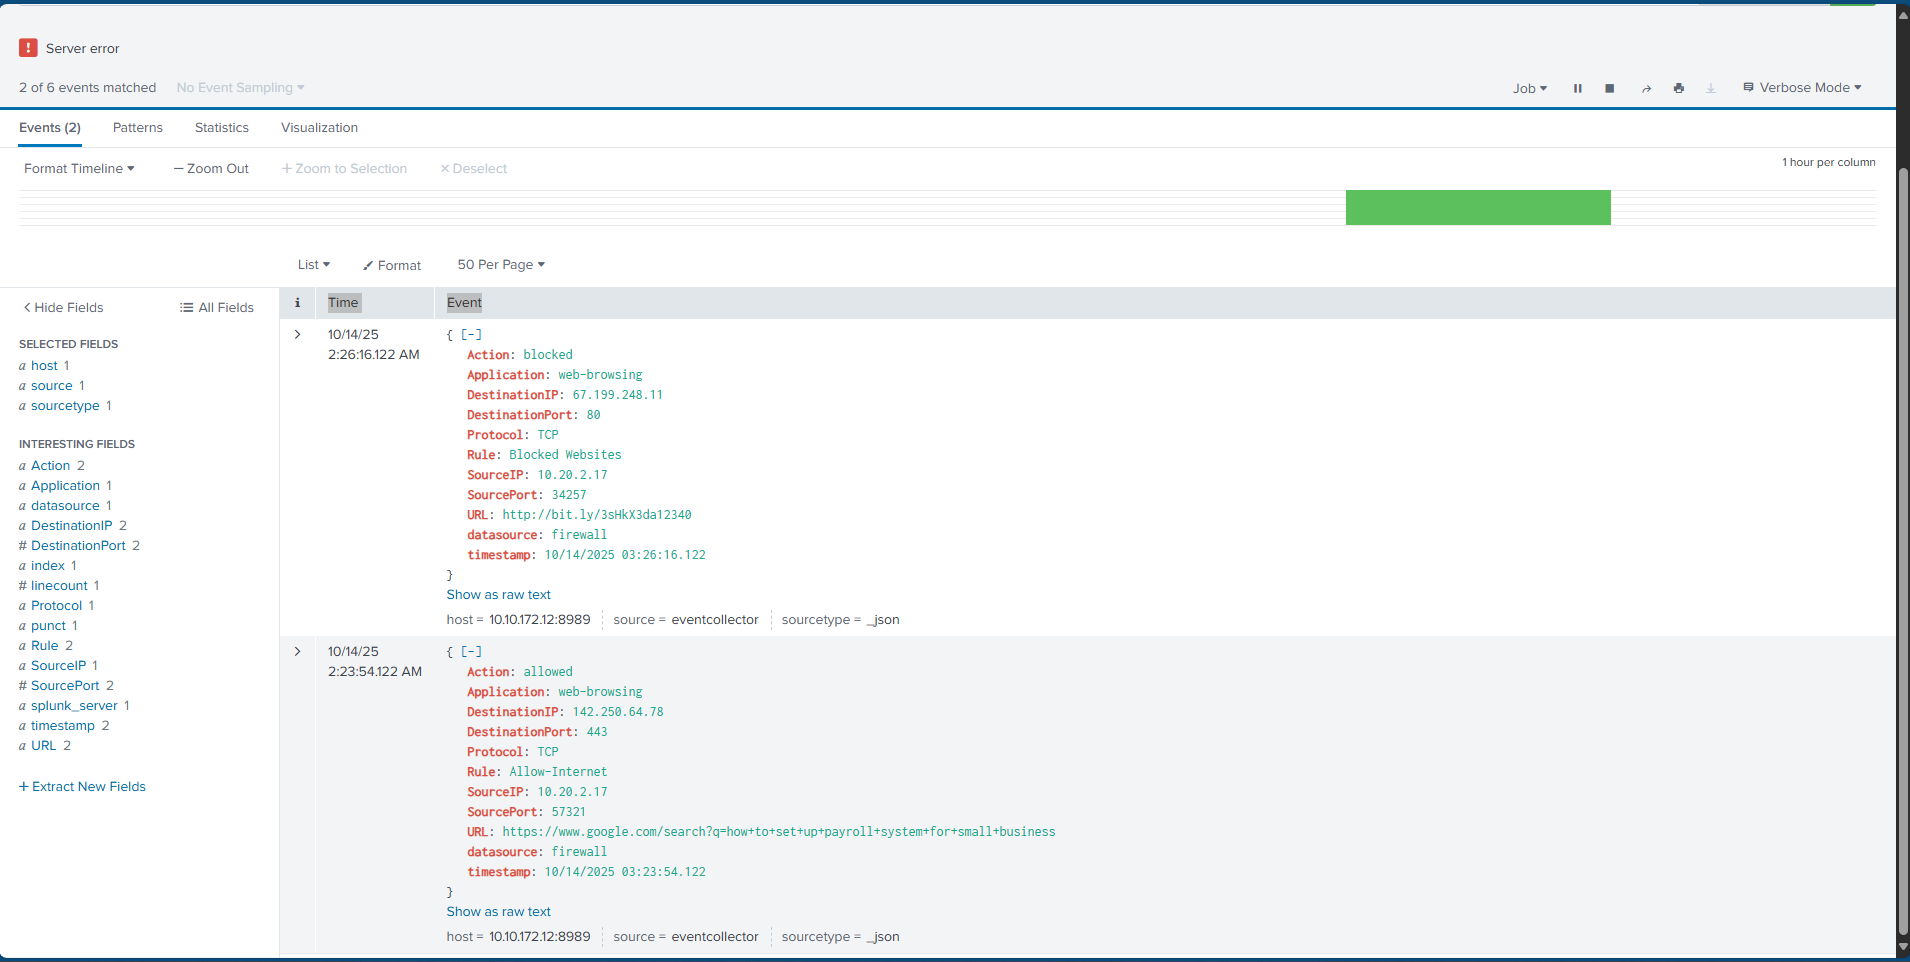 Server error
2 of 6 events matched No Event Sampling
Job Verbose Mode
Events (2) Patterns Statistics Visualization
Format Timeline — Zoom Out + Zoom to Selection × Deselect
1 hour per column
List Format 50 Per Page
< Hide Fields All Fields
SELECTED FIELDS
a host 1
a source 1
a sourcetype 1
INTERESTING FIELDS
a Action 2
a Application 1
a datasource 1
a DestinationIP 2
# DestinationPort 2
a index 1
# linecount 1
a Protocol 1
a punct 1
a Rule 2
a SourceIP 1
# SourcePort 2
a splunk_server 1
a timestamp 2
a URL 2
+ Extract New Fields
i Time Event
> 10/14/25
2:26:16.122 AM
{ [-]
Action: blocked
Application: web-browsing
DestinationIP: 67.199.248.11
DestinationPort: 80
Protocol: TCP
Rule: Blocked Websites
SourceIP: 10.20.2.17
SourcePort: 34257
URL: http://bit.ly/3sHkX3da12340
datasource: firewall
timestamp: 10/14/2025 03:26:16.122
}
Show as raw text
host = 10.10.172.12:8989 source = eventcollector sourcetype = _json
> 10/14/25
2:23:54.122 AM
{ [-]
Action: allowed
Application: web-browsing
DestinationIP: 142.250.64.78
DestinationPort: 443
Protocol: TCP
Rule: Allow-Internet
SourceIP: 10.20.2.17
SourcePort: 57321
URL: https://www.google.com/search?q=how+to+set+up+payroll+system+for+small+business
datasource: firewall
timestamp: 10/14/2025 03:23:54.122
}
Show as raw text
host = 10.10.172.12:8989 source = eventcollector sourcetype = _json